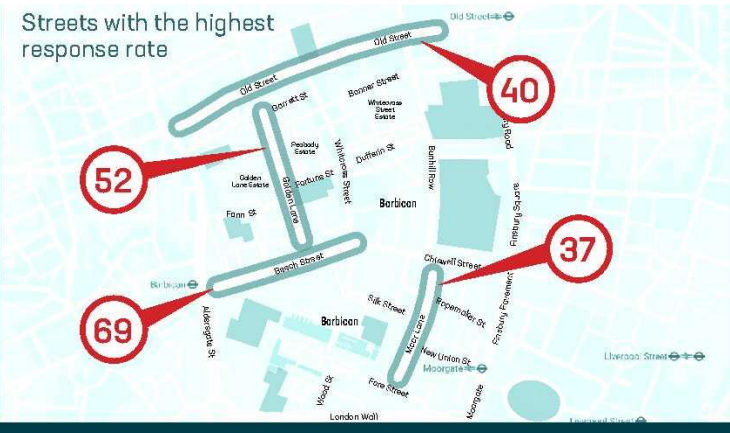 Streets with the highest
response rate
Old Street
Old Street
Old Street
40
Garrett St
Banner Street
Whitecross
Street
Estate
52
Peabody
Estate
Whitecross Street
Dufferin St
Bunhill Row
Golden
Lane Estate
Golden Lane
Fortune St
Barbican
Finsbury Square
Fann St
37
Chiswell Street
Beech Street
Barbican
69
Aldersgate St
Silk Street
Ropemaker St
Finsbury Pavement
Barbican
Moor Lane
New Union St
Moorgate
Liverpool Street
Fore Street
Wood St
Moorgate
London Wall
Liverpool Street